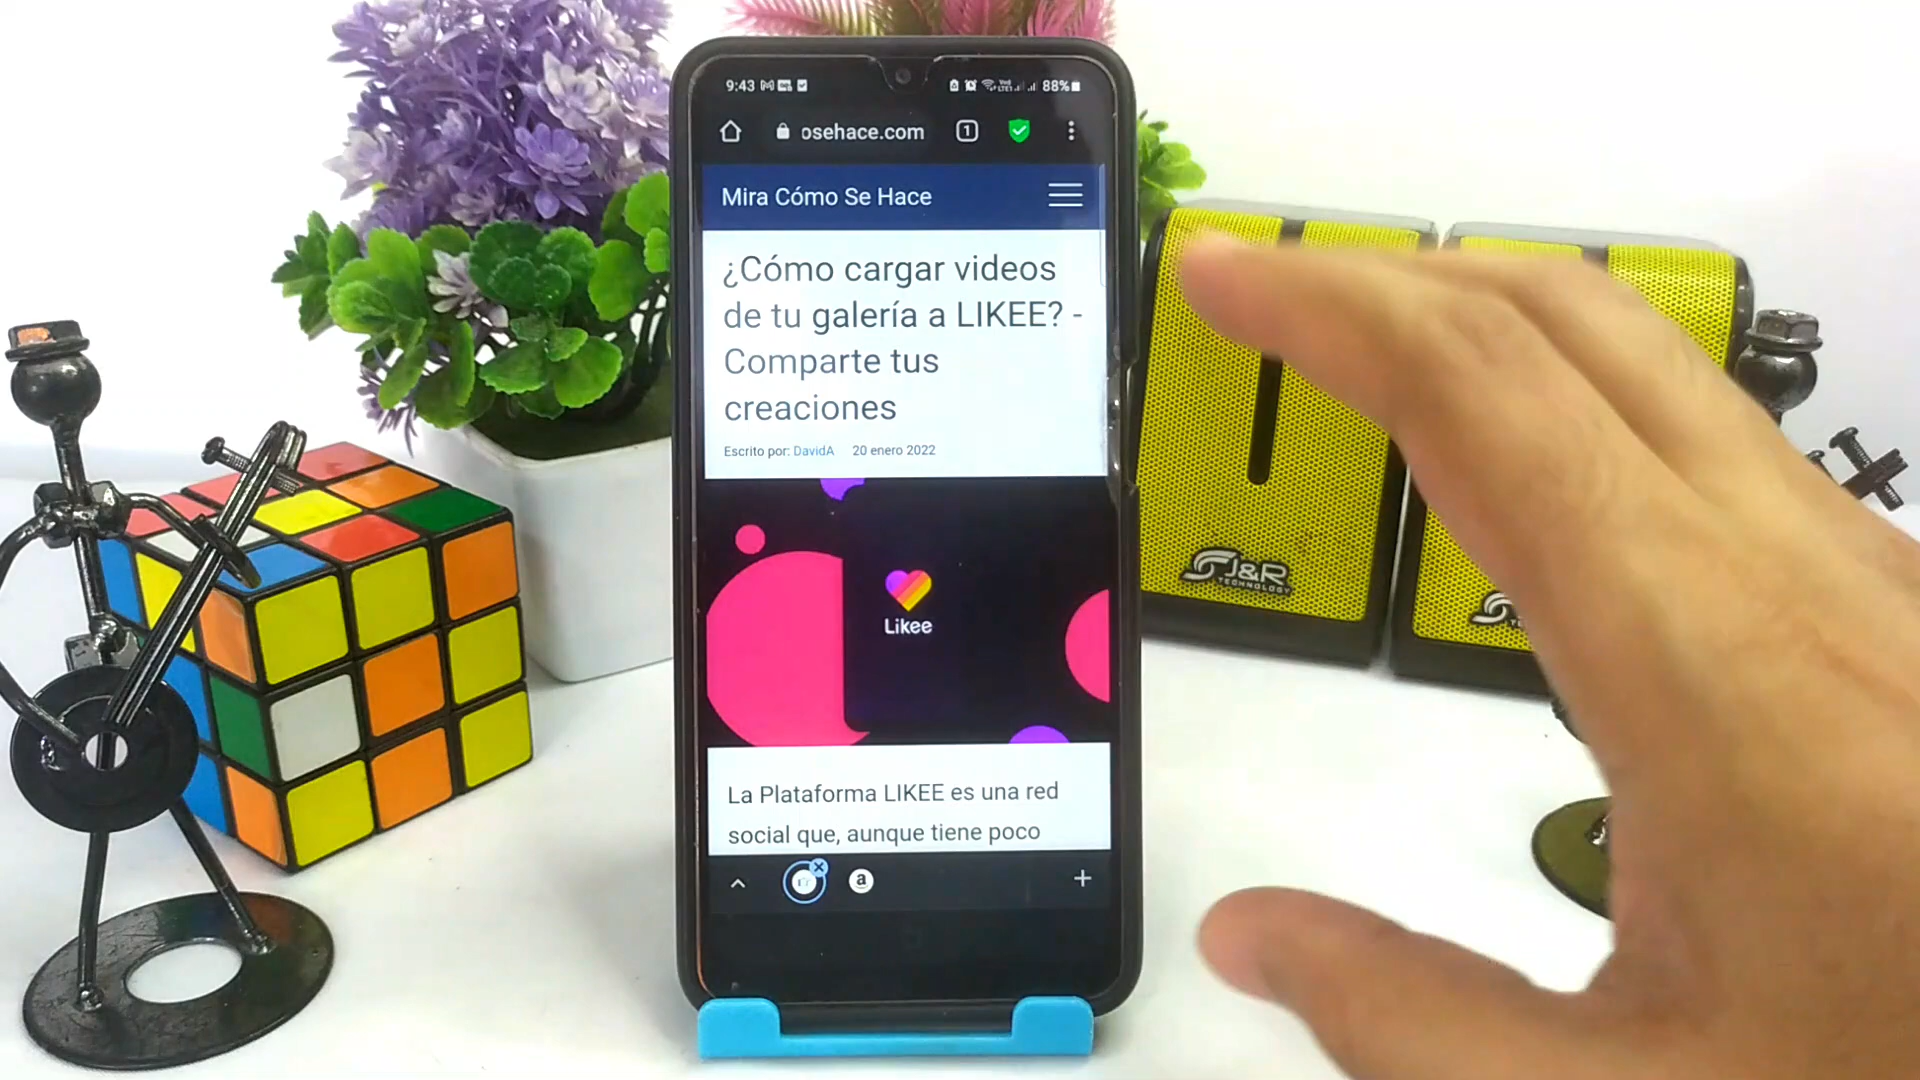 9:43
88%
osehace.com
1
Mira Cómo Se Hace
¿Cómo cargar videos
de tu galería a LIKEE? -
Comparte tus
creaciones
Escrito por: DavidA 20 enero 2022
Likee
La Plataforma LIKEE es una red
social que, aunque tiene poco
a
J&R
TECHNOLOGY